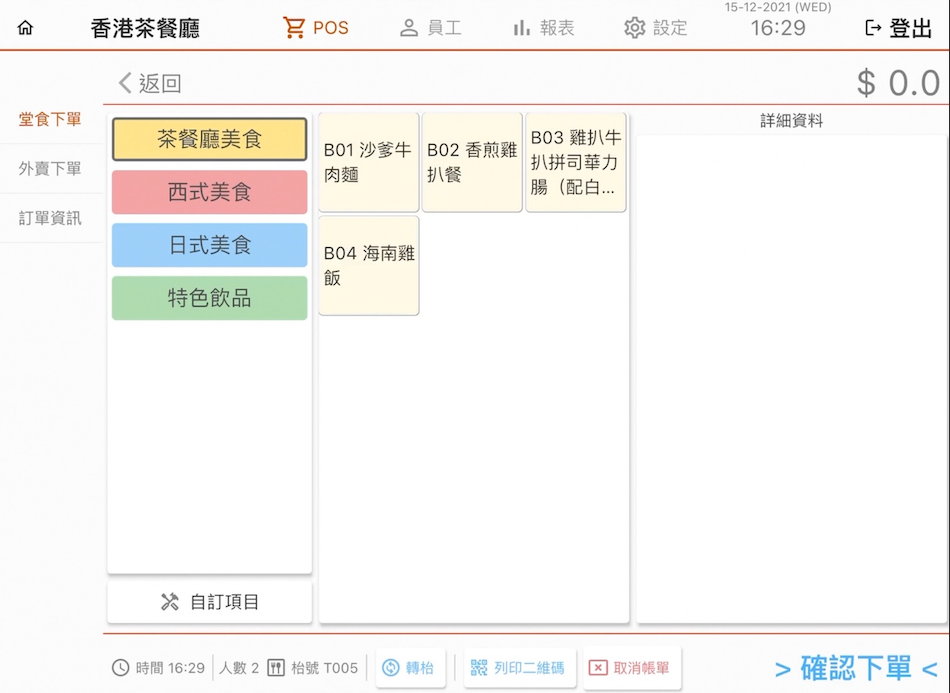 香港茶餐廳
POS
員工
報表
設定
15-12-2021 (WED)
16:29
登出
返回
$ 0.0
堂食下單
外賣下單
訂單資訊
茶餐廳美食
西式美食
日式美食
特色飲品
B01 沙爹牛
肉麵
B02 香煎雞
扒餐
B03 雞扒牛
扒拼司華力
腸（配白...
B04 海南雞
飯
詳細資料
自訂項目
時間 16:29
人數 2
枱號 T005
轉枱
列印二維碼
取消帳單
> 確認下單 <